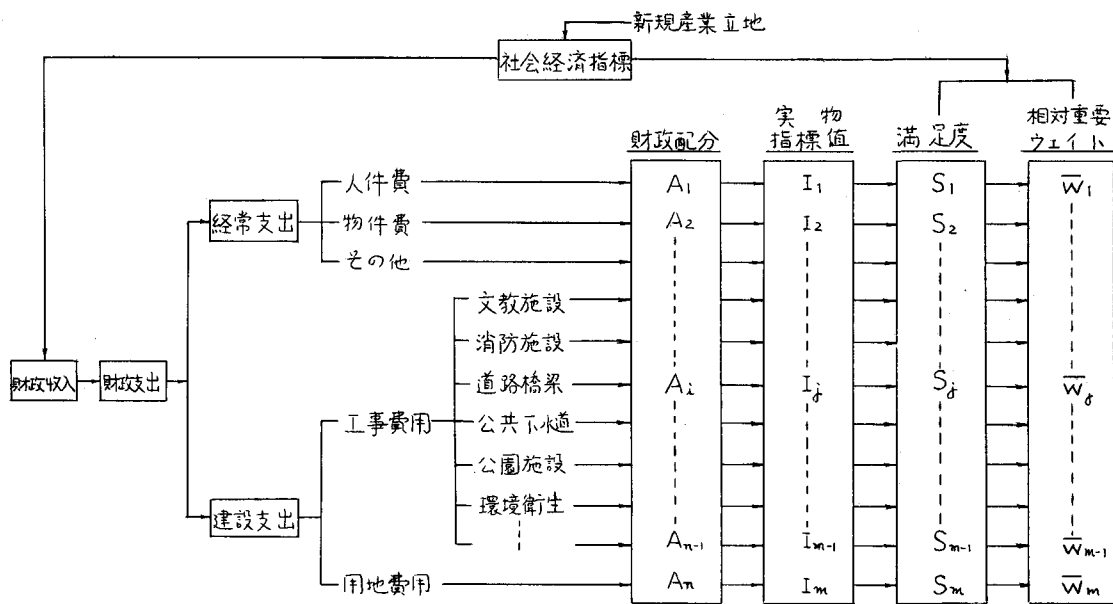 新規産業立地
社会経済指標
財政配分
実物
指標値
満足度
相対重要
ウェイト
財政収入
財政支出
経常支出
建設支出
人件費
物件費
その他
工事費用
用地費用
文教施設
消防施設
道路橋梁
公共下水道
公園施設
環境衛生
A₁ I₁ S₁ W̅₁
A₂ I₂ S₂
Aᵢ Iⱼ Sⱼ W̅ⱼ
Aₙ₋₁ Iₘ₋₁ Sₘ₋₁ W̅ₘ₋₁
Aₙ Iₘ Sₘ W̅ₘ